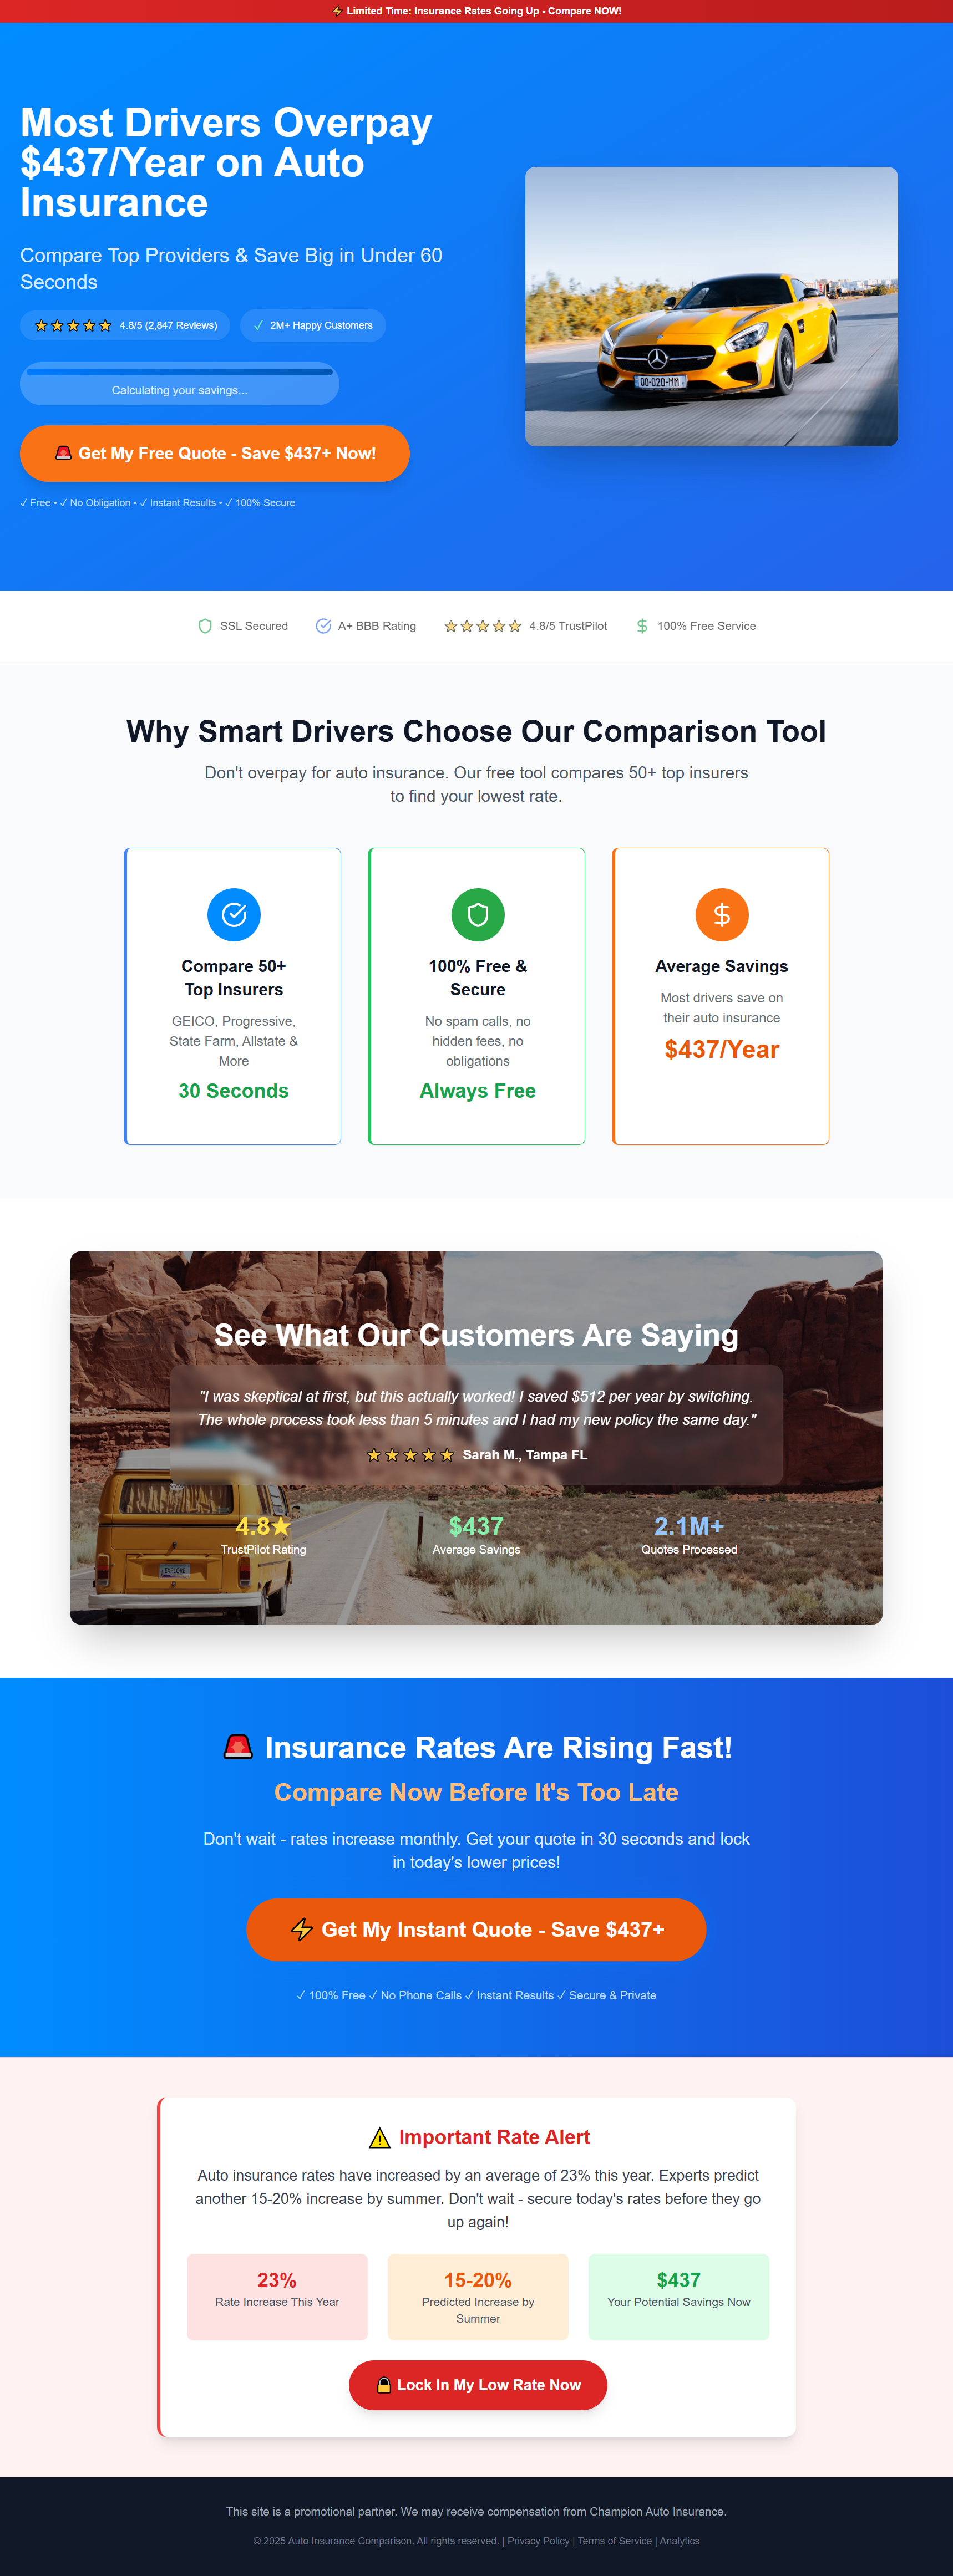 ⚡ Limited Time: Insurance Rates Going Up - Compare NOW!
Most Drivers Overpay
$437/Year on Auto
Insurance
Compare Top Providers & Save Big in Under 60
Seconds
★★★★★ 4.8/5 (2,847 Reviews)
✓ 2M+ Happy Customers
Calculating your savings...
🚨 Get My Free Quote - Save $437+ Now!
✓ Free • ✓ No Obligation • ✓ Instant Results • ✓ 100% Secure
00-020-MM
SSL Secured
A+ BBB Rating
★★★★★ 4.8/5 TrustPilot
100% Free Service
Why Smart Drivers Choose Our Comparison Tool
Don't overpay for auto insurance. Our free tool compares 50+ top insurers
to find your lowest rate.
Compare 50+
Top Insurers
GEICO, Progressive,
State Farm, Allstate &
More
30 Seconds
100% Free &
Secure
No spam calls, no
hidden fees, no
obligations
Always Free
Average Savings
Most drivers save on
their auto insurance
$437/Year
See What Our Customers Are Saying
"I was skeptical at first, but this actually worked! I saved $512 per year by switching.
The whole process took less than 5 minutes and I had my new policy the same day."
★★★★★ Sarah M., Tampa FL
4.8★
TrustPilot Rating
$437
Average Savings
2.1M+
Quotes Processed
EXPLORE
🚨 Insurance Rates Are Rising Fast!
Compare Now Before It's Too Late
Don't wait - rates increase monthly. Get your quote in 30 seconds and lock
in today's lower prices!
⚡ Get My Instant Quote - Save $437+
✓ 100% Free ✓ No Phone Calls ✓ Instant Results ✓ Secure & Private
⚠️ Important Rate Alert
Auto insurance rates have increased by an average of 23% this year. Experts predict
another 15-20% increase by summer. Don't wait - secure today's rates before they go
up again!
23%
Rate Increase This Year
15-20%
Predicted Increase by
Summer
$437
Your Potential Savings Now
🔒 Lock In My Low Rate Now
This site is a promotional partner. We may receive compensation from Champion Auto Insurance.
© 2025 Auto Insurance Comparison. All rights reserved. | Privacy Policy | Terms of Service | Analytics